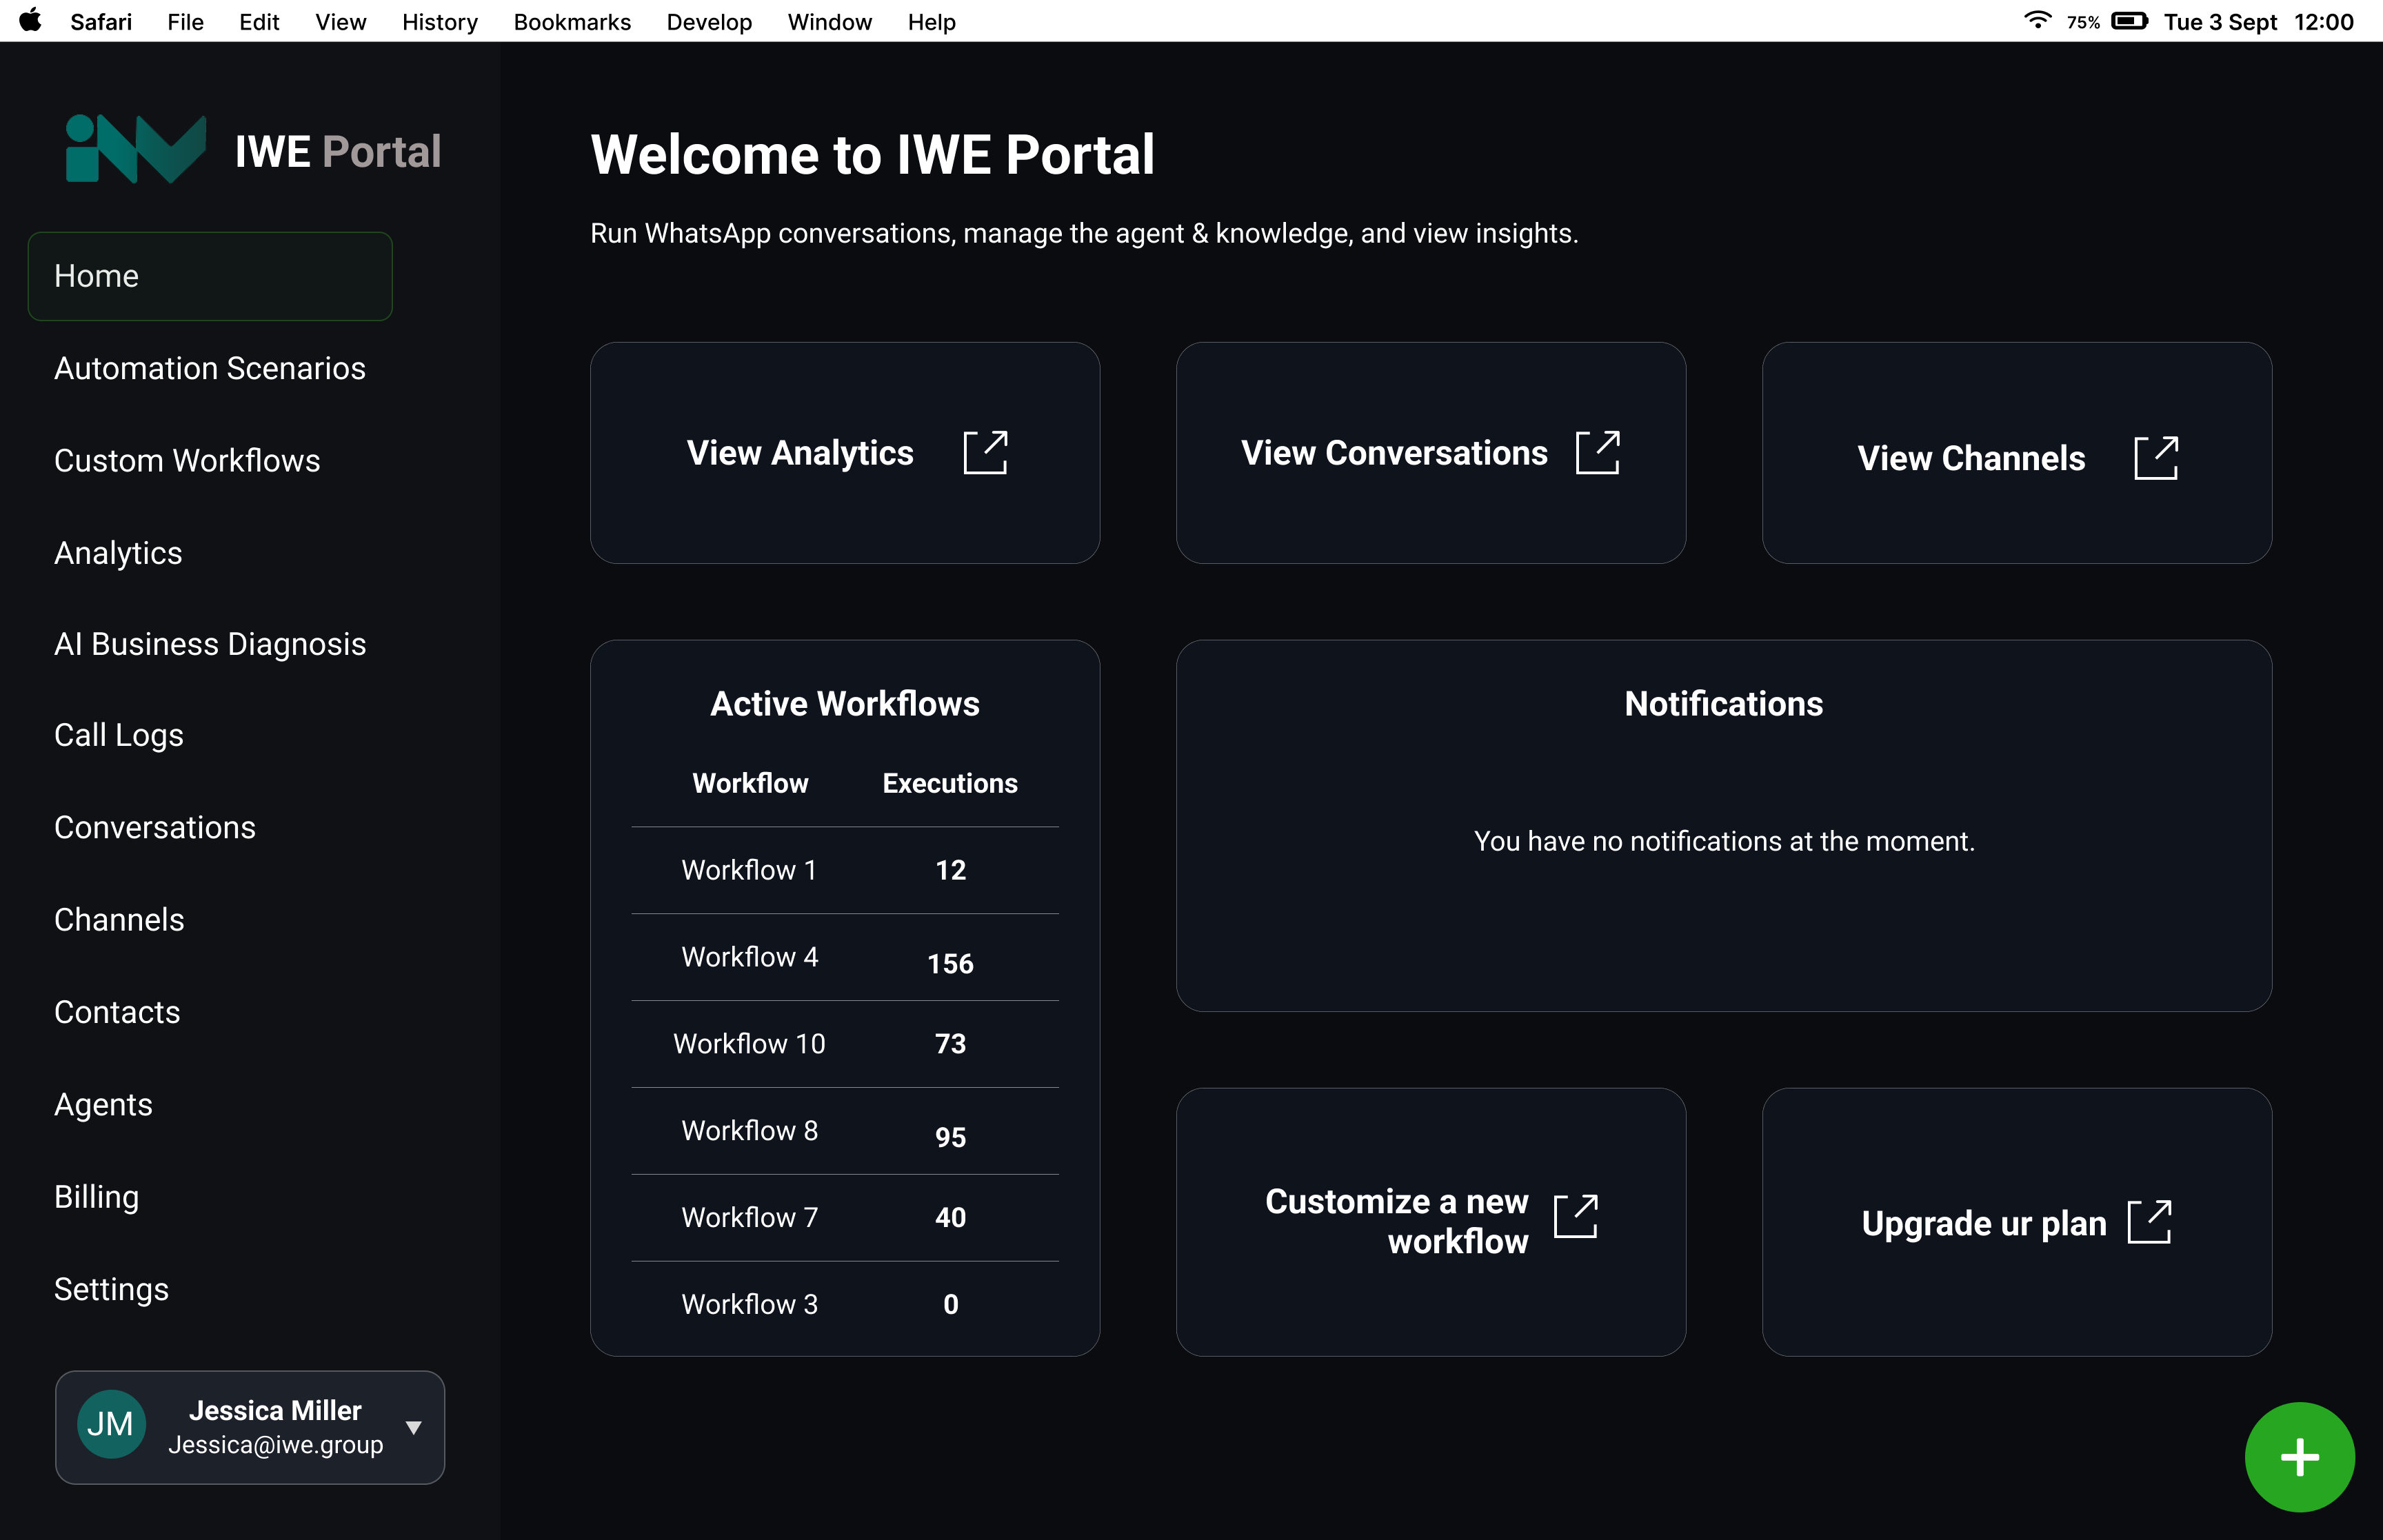 Safari File Edit View History Bookmarks Develop Window Help 75% Tue 3 Sept 12:00
IWE Portal
Home
Automation Scenarios
Custom Workflows
Analytics
AI Business Diagnosis
Call Logs
Conversations
Channels
Contacts
Agents
Billing
Settings
JM
Jessica Miller
Jessica@iwe.group
Welcome to IWE Portal
Run WhatsApp conversations, manage the agent & knowledge, and view insights.
View Analytics
View Conversations
View Channels
Active Workflows
Workflow Executions
Workflow 1 12
Workflow 4 156
Workflow 10 73
Workflow 8 95
Workflow 7 40
Workflow 3 0
Notifications
You have no notifications at the moment.
Customize a new
workflow
Upgrade ur plan